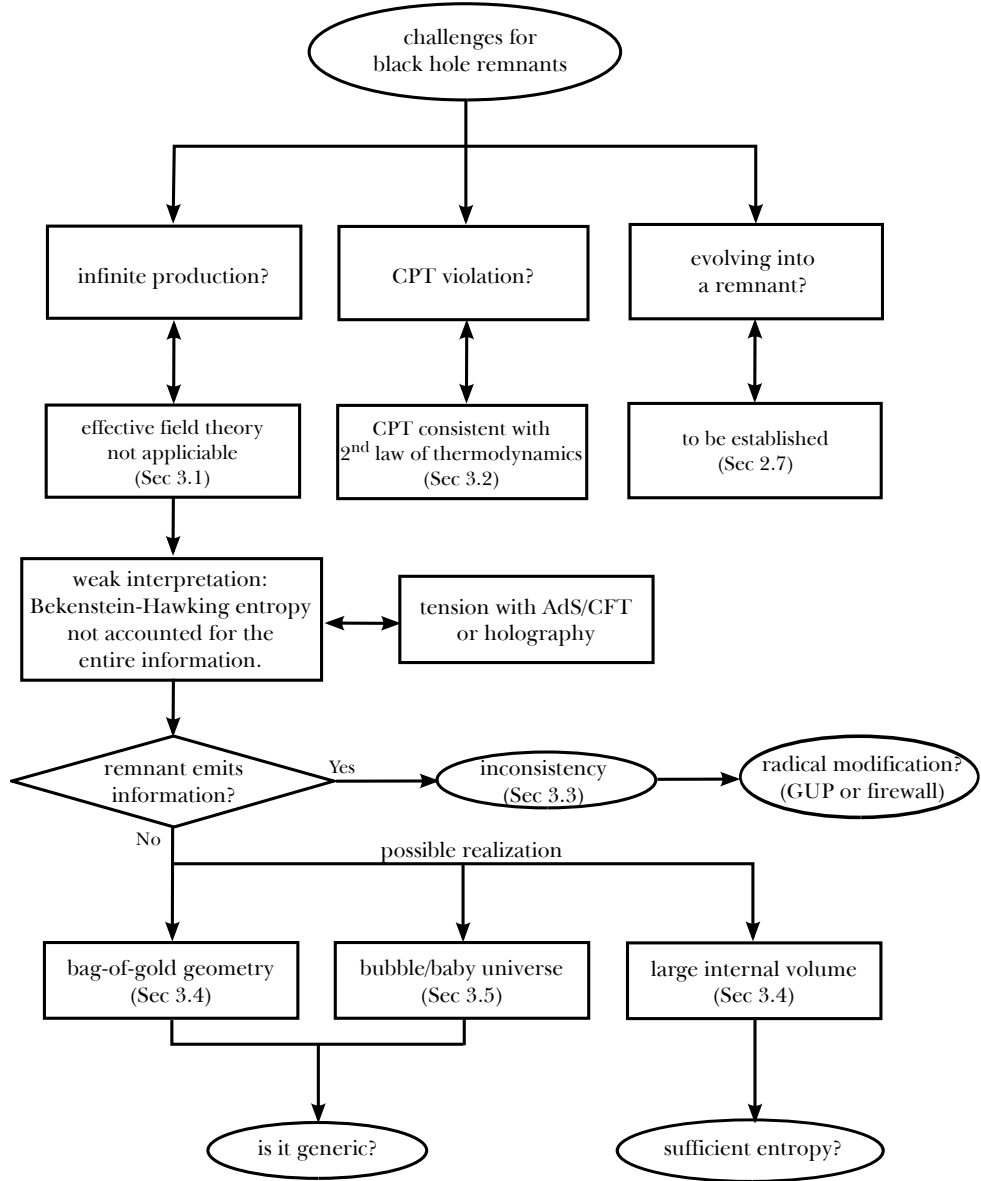 challenges for
black hole remnants
infinite production?
CPT violation?
evolving into
a remnant?
effective field theory
not appliciable
(Sec 3.1)
CPT consistent with
2nd law of thermodynamics
(Sec 3.2)
to be established
(Sec 2.7)
weak interpretation:
Bekenstein-Hawking entropy
not accounted for the
entire information.
tension with AdS/CFT
or holography
remnant emits
information?
Yes
inconsistency
(Sec 3.3)
radical modification?
(GUP or firewall)
No
possible realization
bag-of-gold geometry
(Sec 3.4)
bubble/baby universe
(Sec 3.5)
large internal volume
(Sec 3.4)
is it generic?
sufficient entropy?